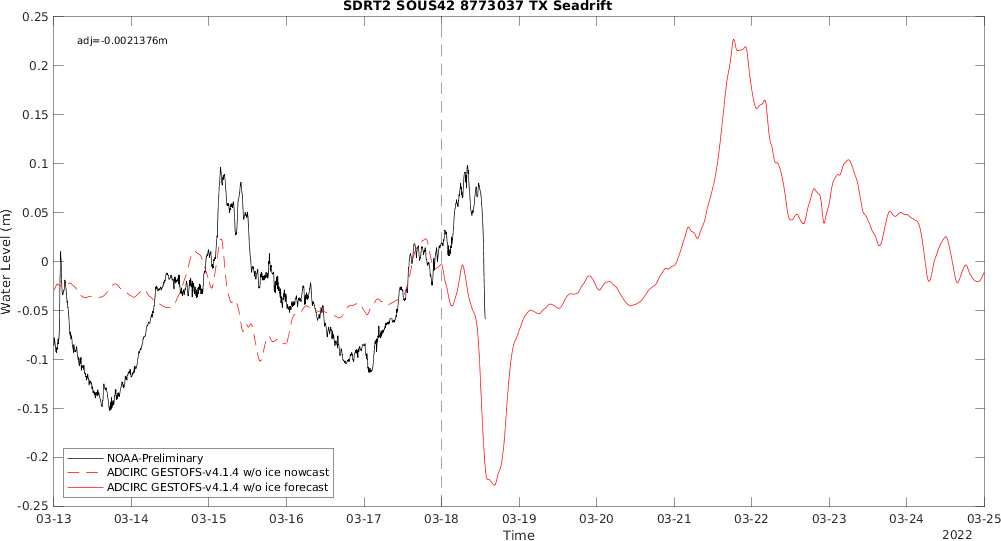 SDRT2 SOUS42 8773037 TX Seadrift
adj=-0.0021376m
0.25
0.2
0.15
0.1
0.05
0
-0.05
-0.1
-0.15
-0.2
-0.25
Water Level (m)
NOAA-Preliminary
ADCIRC GESTOFS-v4.1.4 w/o ice nowcast
ADCIRC GESTOFS-v4.1.4 w/o ice forecast
03-13 03-14 03-15 03-16 03-17 03-18 03-19 03-20 03-21 03-22 03-23 03-24 03-25
Time
2022